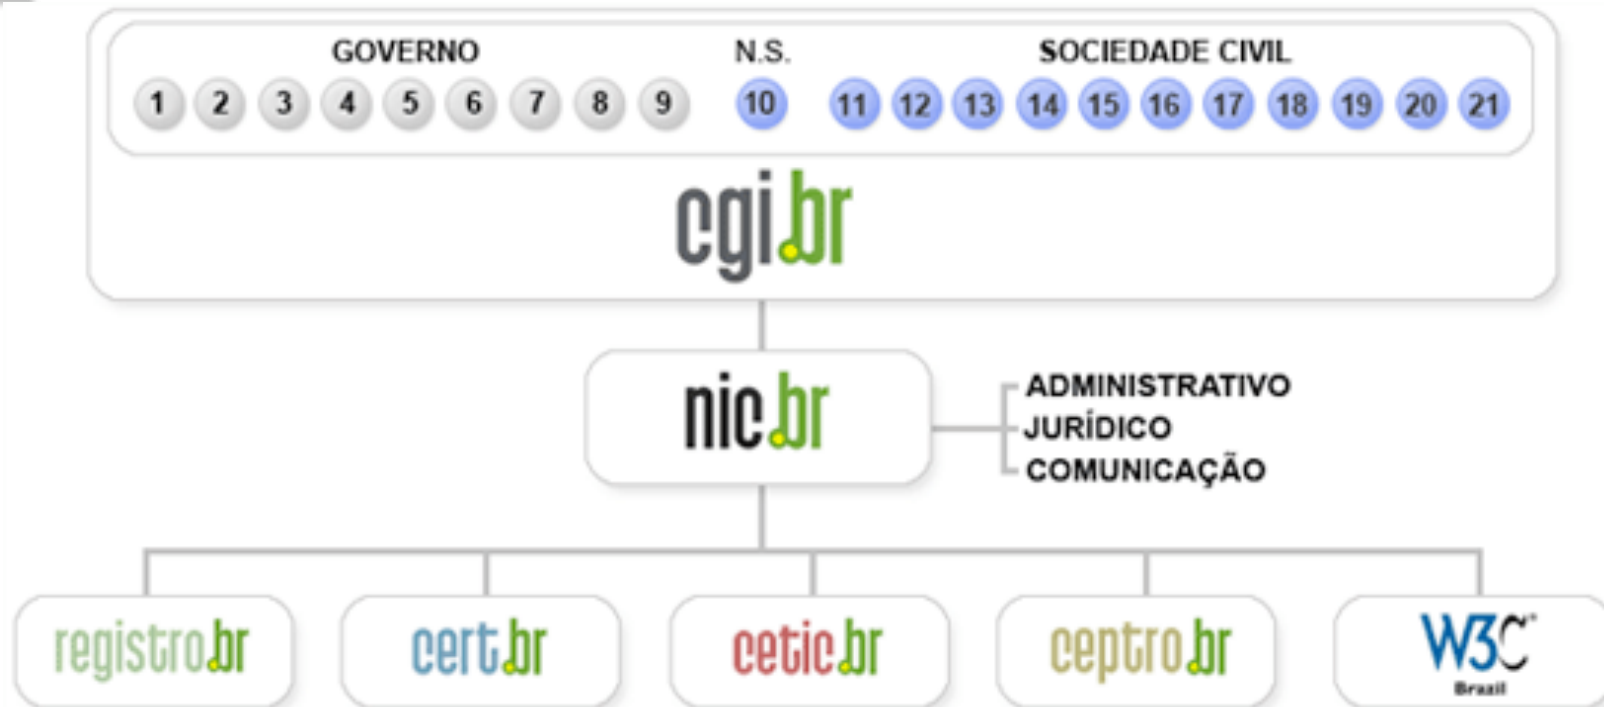 GOVERNO N.S. SOCIEDADE CIVIL
1 2 3 4 5 6 7 8 9 10 11 12 13 14 15 16 17 18 19 20 21
cgi.br
nic.br
ADMINISTRATIVO
JURÍDICO
COMUNICAÇÃO
registro.br cert.br cetic.br ceptro.br W3C
Brazil